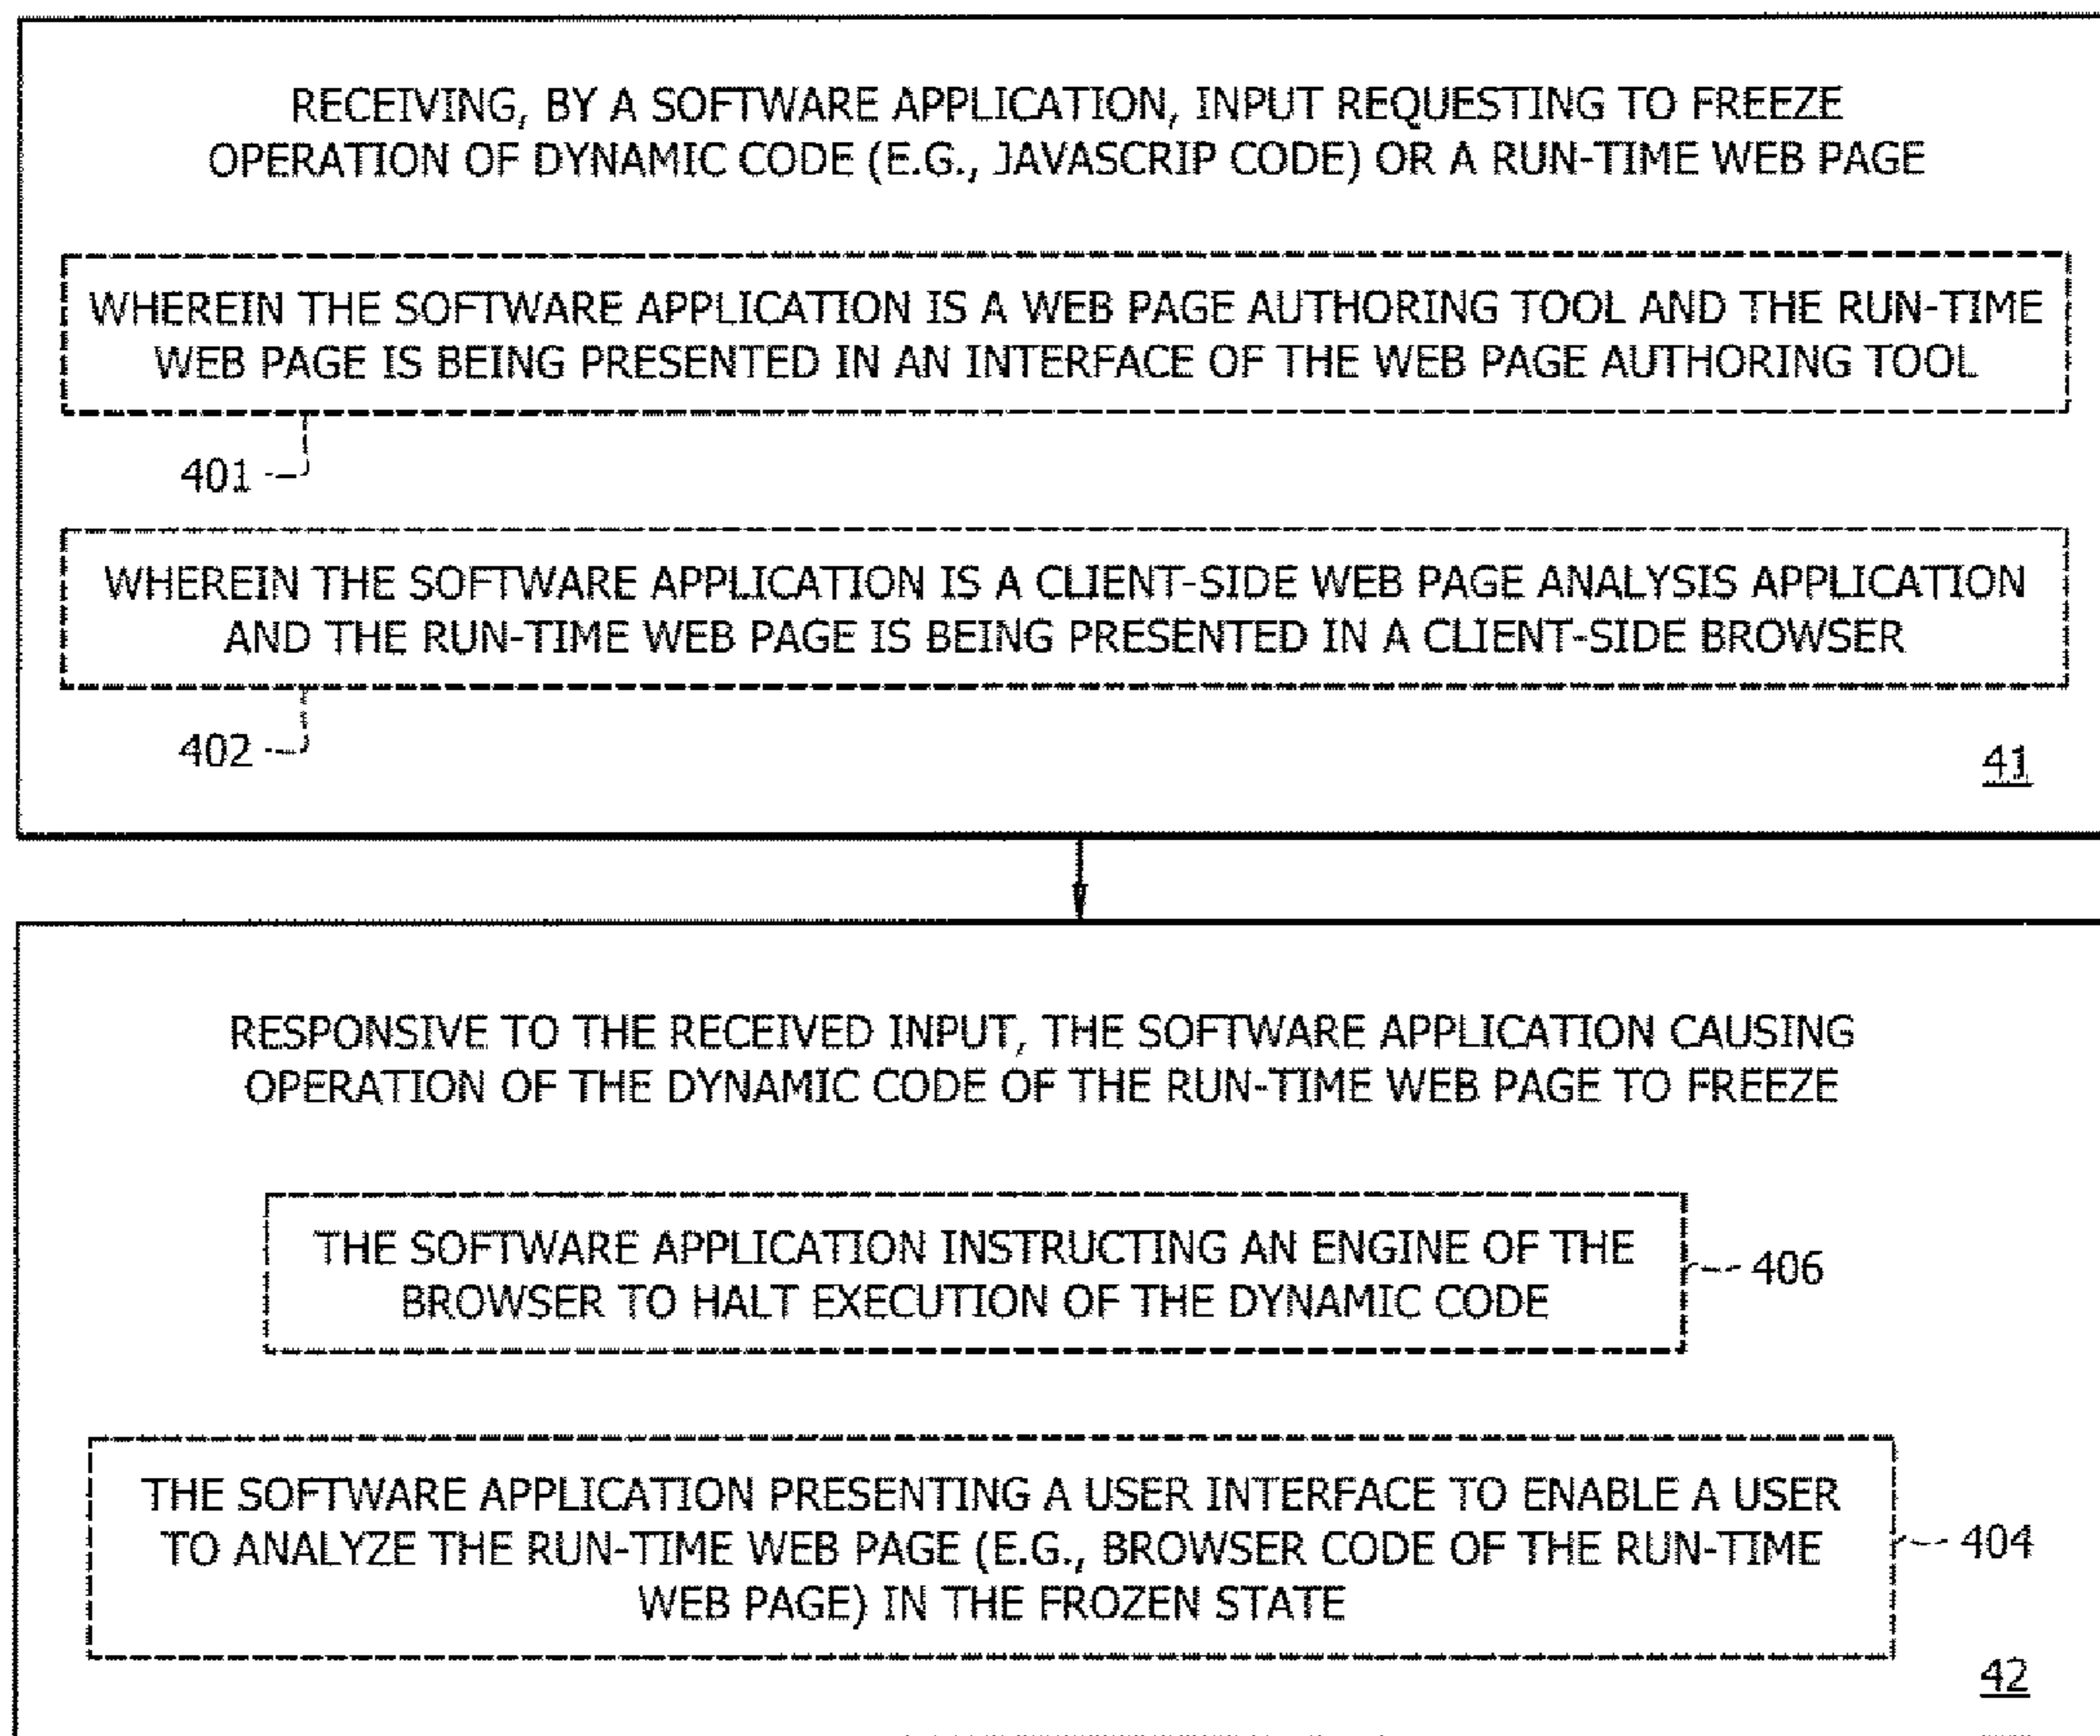 RECEIVING, BY A SOFTWARE APPLICATION, INPUT REQUESTING TO FREEZE
OPERATION OF DYNAMIC CODE (E.G., JAVASCRIP CODE) OR A RUN-TIME WEB PAGE
WHEREIN THE SOFTWARE APPLICATION IS A WEB PAGE AUTHORING TOOL AND THE RUN-TIME
WEB PAGE IS BEING PRESENTED IN AN INTERFACE OF THE WEB PAGE AUTHORING TOOL
401
WHEREIN THE SOFTWARE APPLICATION IS A CLIENT-SIDE WEB PAGE ANALYSIS APPLICATION
AND THE RUN-TIME WEB PAGE IS BEING PRESENTED IN A CLIENT-SIDE BROWSER
402
41
RESPONSIVE TO THE RECEIVED INPUT, THE SOFTWARE APPLICATION CAUSING
OPERATION OF THE DYNAMIC CODE OF THE RUN-TIME WEB PAGE TO FREEZE
THE SOFTWARE APPLICATION INSTRUCTING AN ENGINE OF THE
BROWSER TO HALT EXECUTION OF THE DYNAMIC CODE
406
THE SOFTWARE APPLICATION PRESENTING A USER INTERFACE TO ENABLE A USER
TO ANALYZE THE RUN-TIME WEB PAGE (E.G., BROWSER CODE OF THE RUN-TIME
WEB PAGE) IN THE FROZEN STATE
404
42